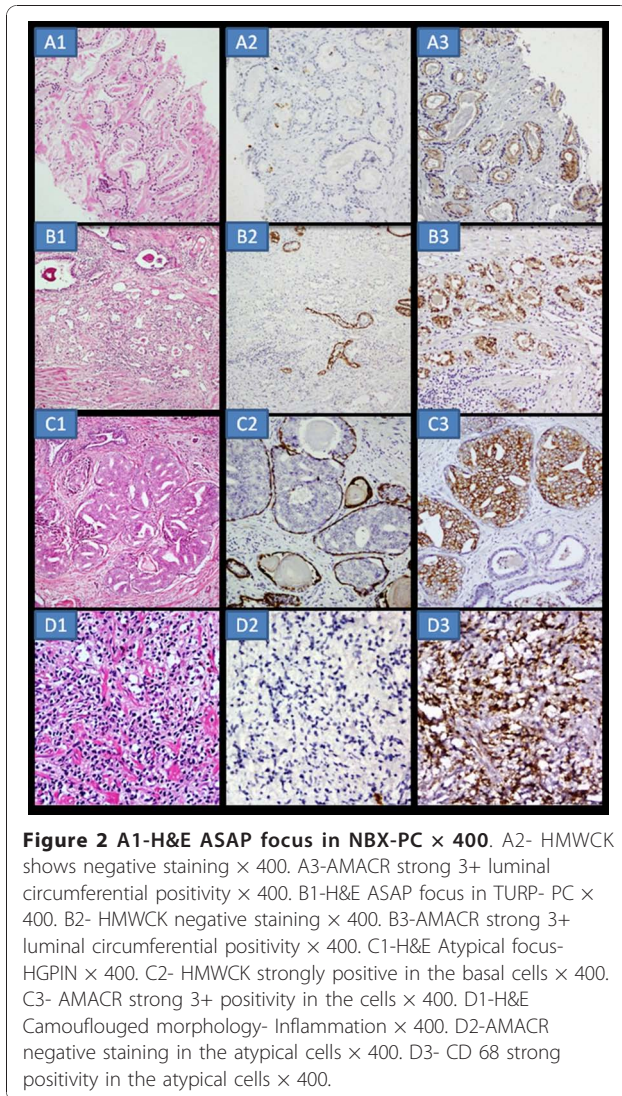 A1 A2 A3
B1 B2 B3
C1 C2 C3
D1 D2 D3
Figure 2 A1-H&E ASAP focus in NBX-PC × 400. A2- HMWCK
shows negative staining × 400. A3-AMACR strong 3+ luminal
circumferential positivity × 400. B1-H&E ASAP focus in TURP- PC ×
400. B2- HMWCK negative staining × 400. B3-AMACR strong 3+
luminal circumferential positivity × 400. C1-H&E Atypical focus-
HGPIN × 400. C2- HMWCK strongly positive in the basal cells × 400.
C3- AMACR strong 3+ positivity in the cells × 400. D1-H&E
Camouflouged morphology- Inflammation × 400. D2-AMACR
negative staining in the atypical cells × 400. D3- CD 68 strong
positivity in the atypical cells × 400.